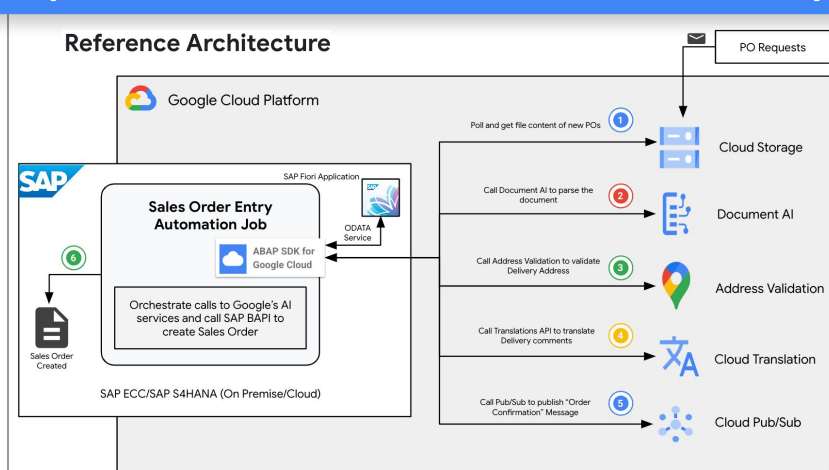 Reference Architecture
PO Requests
Google Cloud Platform
Poll and get file content of new POs
1
Cloud Storage
SAP
SAP Fiori Application
SAP
Sales Order Entry
Automation Job
ODATA
Service
ABAP SDK for
Google Cloud
Call Document AI to parse the
document
2
Document AI
6
Call Address Validation to validate
Delivery Address
3
Address Validation
Orchestrate calls to Google's AI
services and call SAP BAPI to
create Sales Order
Sales Order
Created
Call Translations API to translate
Delivery comments
4
文A
Cloud Translation
SAP ECC/SAP S4HANA (On Premise/Cloud)
Call Pub/Sub to publish "Order
Confirmation" Message
5
Cloud Pub/Sub